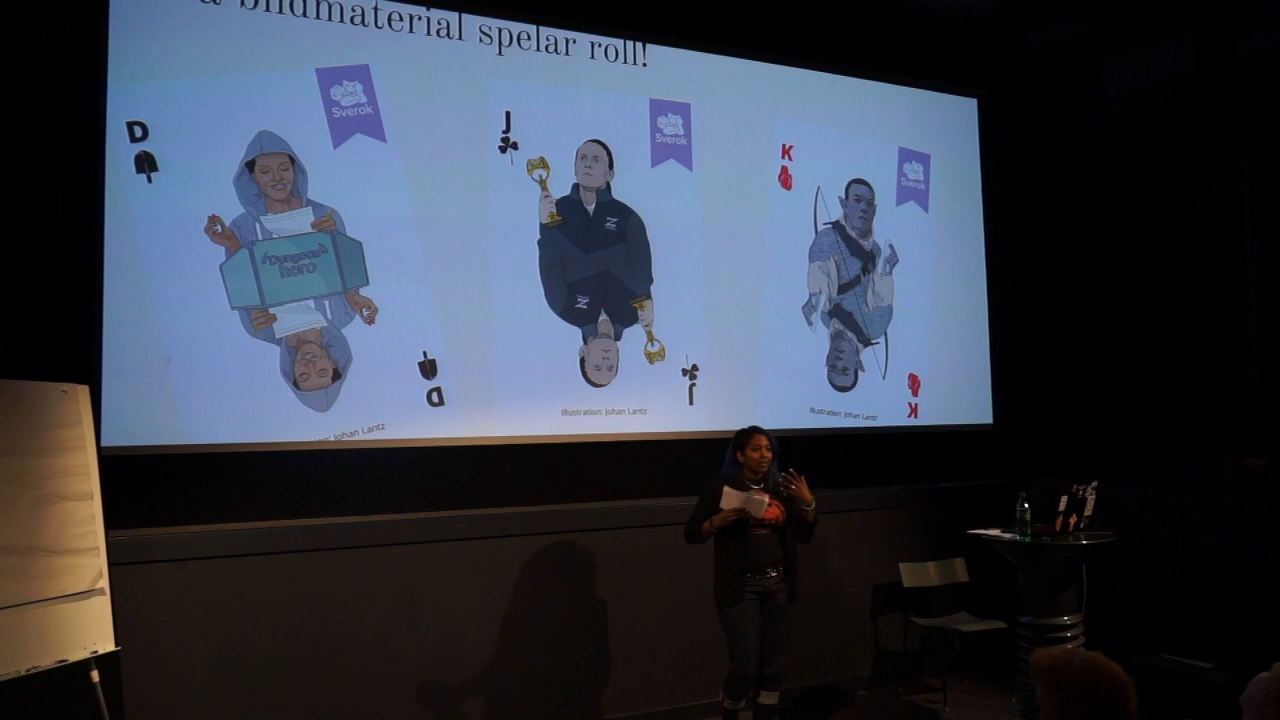 bildmaterial spelar roll!
Sverok
D
Dungeon
hero
D
Johan Lantz
Sverok
J
Z
Z
J
Illustration: Johan Lantz
Sverok
K
K
Illustration: Johan Lantz